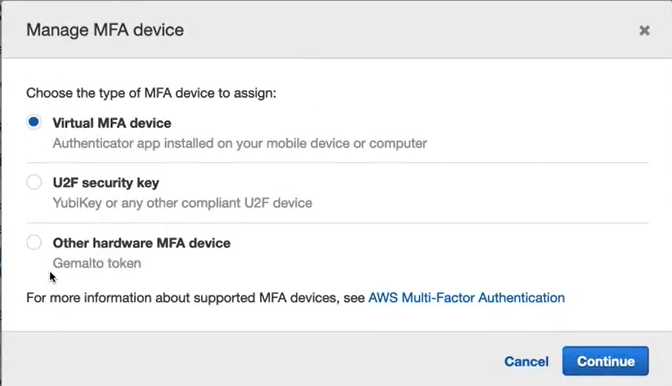 Manage MFA device
Choose the type of MFA device to assign:
Virtual MFA device
Authenticator app installed on your mobile device or computer
U2F security key
YubiKey or any other compliant U2F device
Other hardware MFA device
Gemalto token
For more information about supported MFA devices, see AWS Multi-Factor Authentication
Cancel Continue